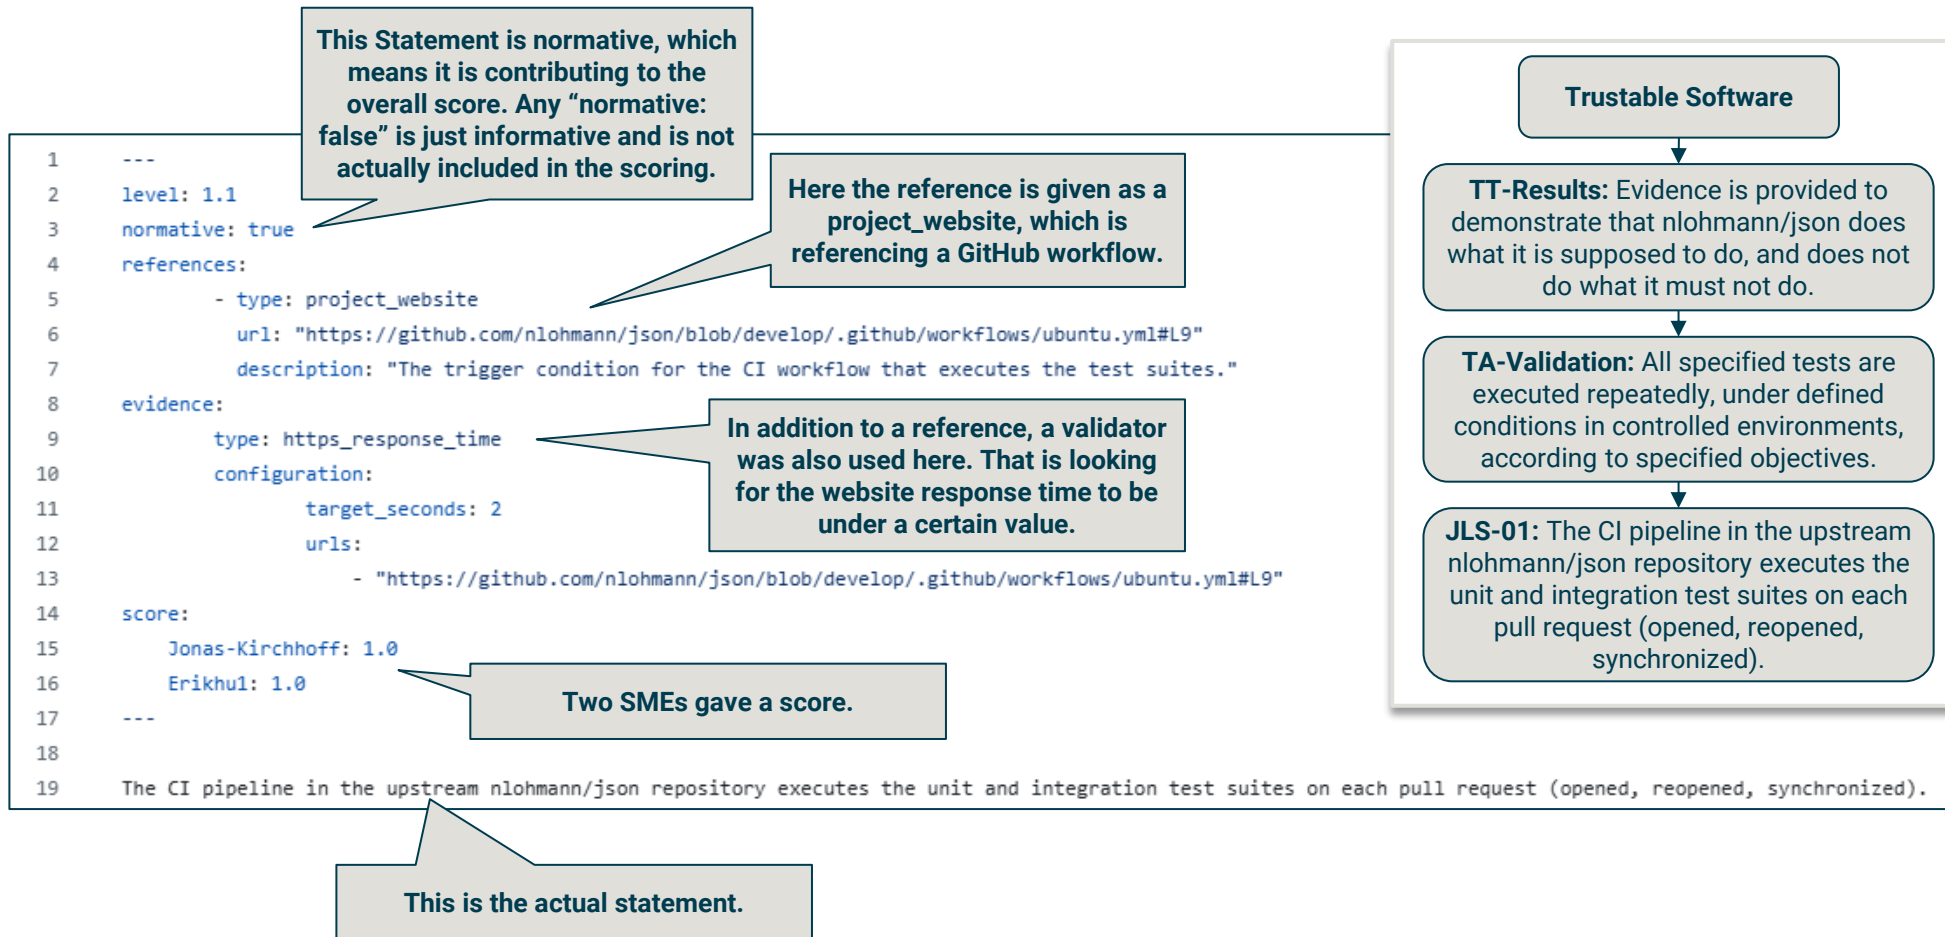 This Statement is normative, which
means it is contributing to the
overall score. Any “normative:
false” is just informative and is not
actually included in the scoring.
1 ---
2 level: 1.1
3 normative: true
4 references:
5 - type: project_website
6 url: "https://github.com/nlohmann/json/blob/develop/.github/workflows/ubuntu.yml#L9"
7 description: "The trigger condition for the CI workflow that executes the test suites."
8 evidence:
9 type: https_response_time
10 configuration:
11 target_seconds: 2
12 urls:
13 - "https://github.com/nlohmann/json/blob/develop/.github/workflows/ubuntu.yml#L9"
14 score:
15 Jonas-Kirchhoff: 1.0
16 Erikhu1: 1.0
17 ---
18
19 The CI pipeline in the upstream nlohmann/json repository executes the unit and integration test suites on each pull request (opened, reopened, synchronized).
Here the reference is given as a
project_website, which is
referencing a GitHub workflow.
In addition to a reference, a validator
was also used here. That is looking
for the website response time to be
under a certain value.
Two SMEs gave a score.
This is the actual statement.
Trustable Software
TT-Results: Evidence is provided to
demonstrate that nlohmann/json does
what it is supposed to do, and does not
do what it must not do.
TA-Validation: All specified tests are
executed repeatedly, under defined
conditions in controlled environments,
according to specified objectives.
JLS-01: The CI pipeline in the upstream
nlohmann/json repository executes the
unit and integration test suites on each
pull request (opened, reopened,
synchronized).